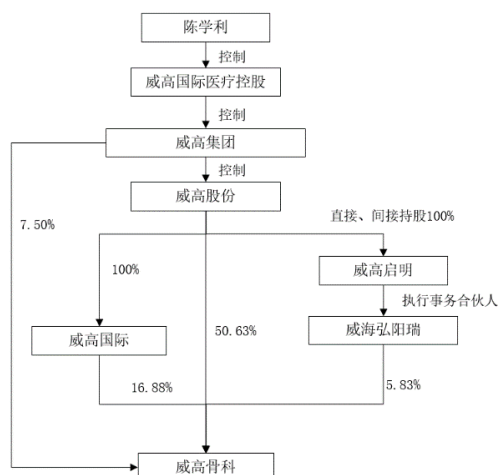 陈学利
控制
威高国际医疗控股
控制
威高集团
控制
威高股份
7.50%
直接、间接持股100%
100%
50.63%
威高启明
执行事务合伙人
威高国际
威海弘阳瑞
16.88%
5.83%
威高骨科